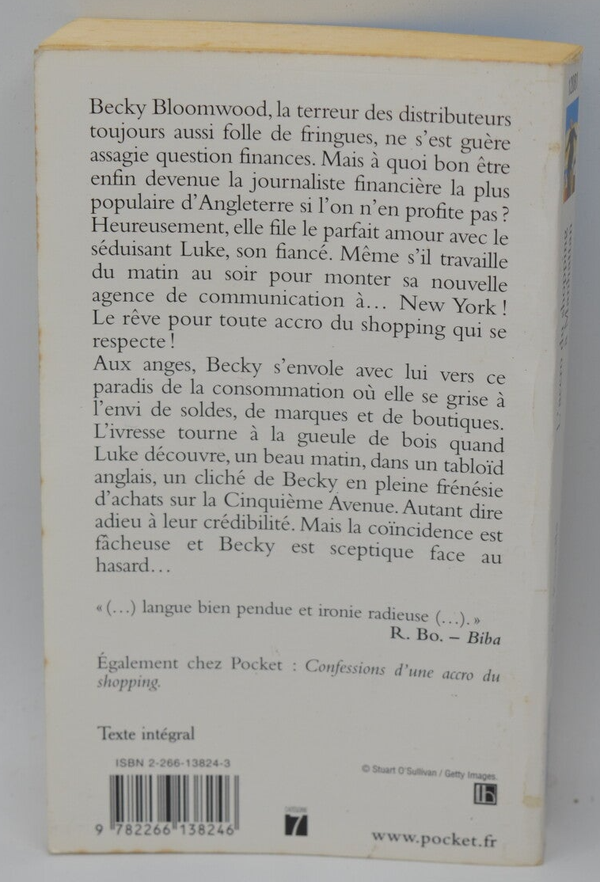 Becky Bloomwood, la terreur des distributeurs
toujours aussi folle de fringues, ne s'est guère
assagie question finances. Mais à quoi bon être
enfin devenue la journaliste financière la plus
populaire d'Angleterre si l'on n'en profite pas ?
Heureusement, elle file le parfait amour avec le
séduisant Luke, son fiancé. Même s'il travaille
du matin au soir pour monter sa nouvelle
agence de communication à… New York !
Le rêve pour toute accro du shopping qui se
respecte !
Aux anges, Becky s'envole avec lui vers ce
paradis de la consommation où elle se grise à
l'envi de soldes, de marques et de boutiques.
L'ivresse tourne à la gueule de bois quand
Luke découvre, un beau matin, dans un tabloïd
anglais, un cliché de Becky en pleine frénésie
d'achats sur la Cinquième Avenue. Autant dire
adieu à leur crédibilité. Mais la coïncidence est
fâcheuse et Becky est sceptique face au
hasard…
« (…) langue bien pendue et ironie radieuse (…). »
R. Bo. – Biba
Également chez Pocket : Confessions d'une accro du
shopping.
Texte intégral
ISBN 2-266-13824-3
9 782266 138246
CATÉGORIE
7
© Stuart O'Sullivan / Getty Images.
www.pocket.fr